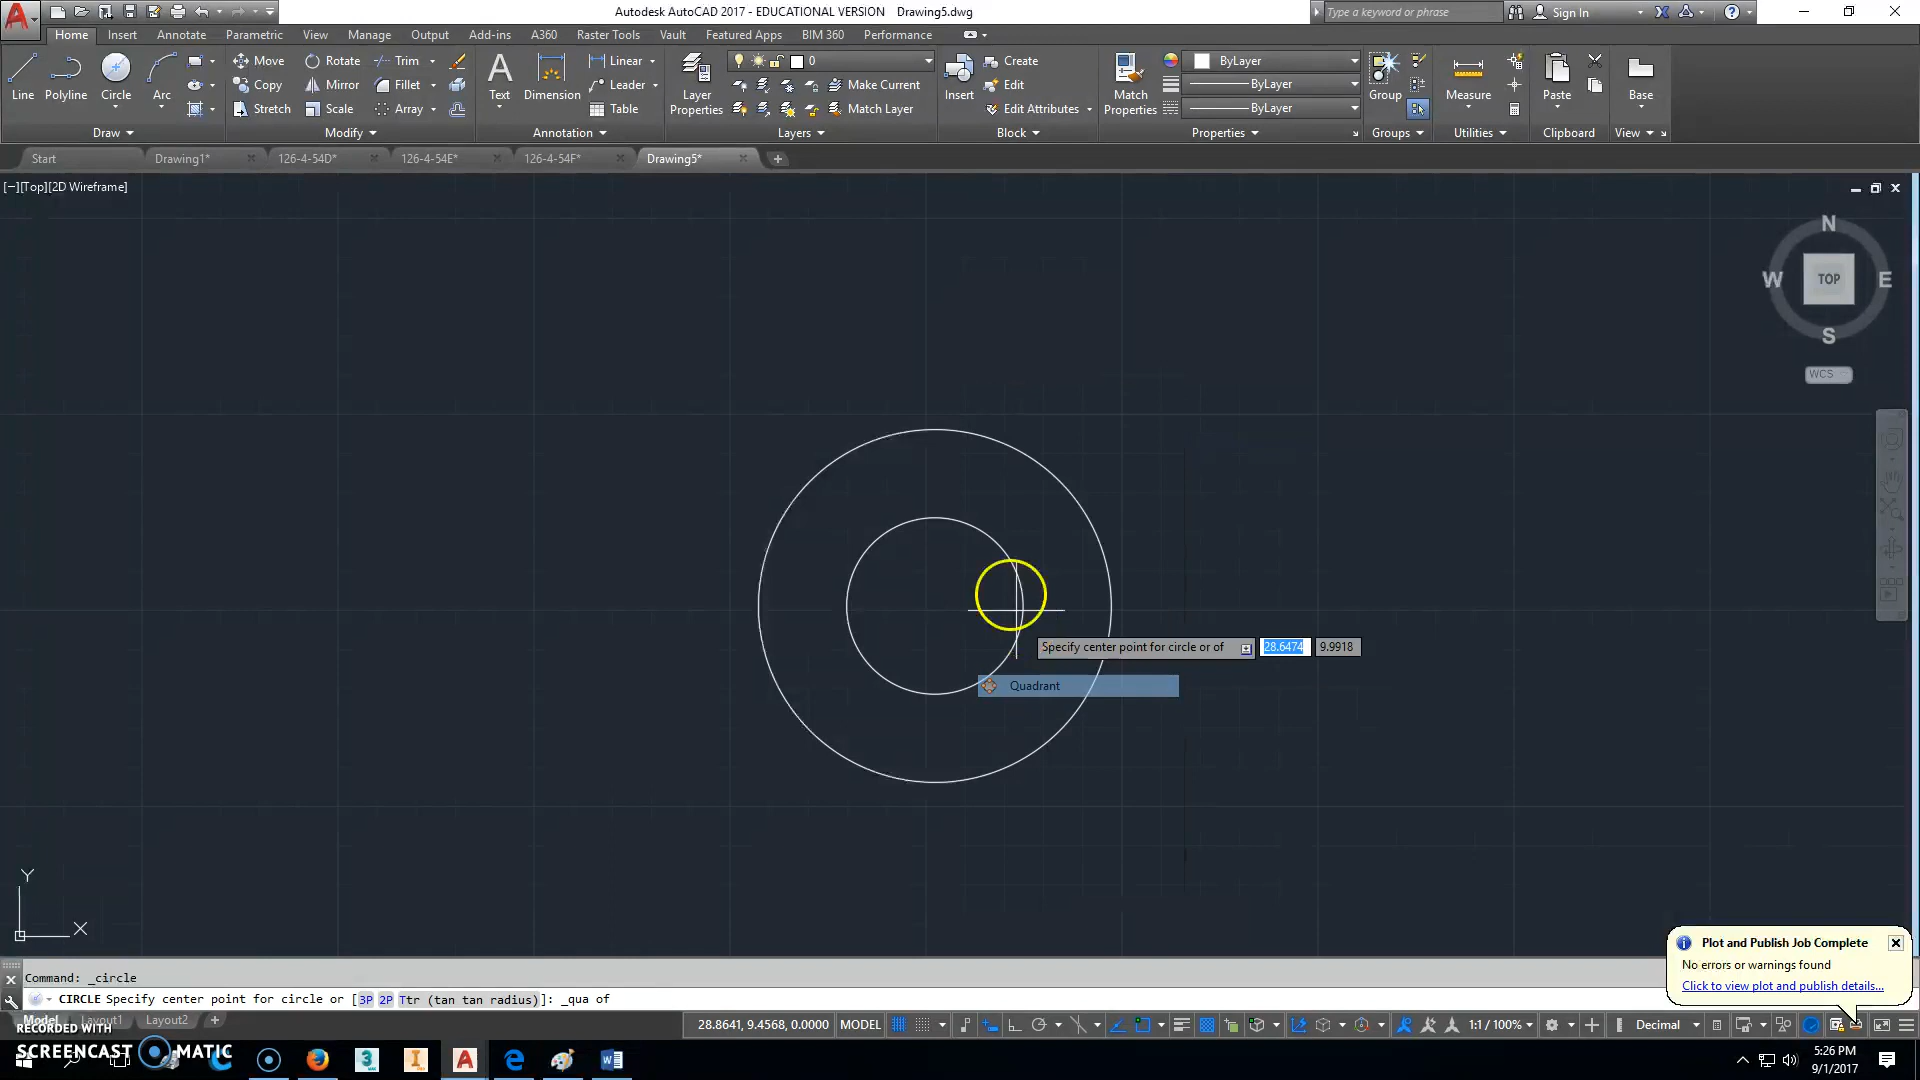 Autodesk AutoCAD 2017 - EDUCATIONAL VERSION Drawing5.dwg
Type a keyword or phrase
Sign In
Home Insert Annotate Parametric View Manage Output Add-ins A360 Raster Tools Vault Featured Apps BIM 360 Performance
Line Polyline Circle Arc
Move Rotate Trim
Copy Mirror Fillet
Stretch Scale Array
Text Dimension
Linear
Leader
Table
Layer Properties
0
Make Current
Match Layer
Insert
Create
Edit
Edit Attributes
Match Properties
ByLayer
ByLayer
ByLayer
Group
Measure
Paste
Base
Draw Modify Annotation Layers Block Properties Groups Utilities Clipboard View
Start Drawing1* 126-4-54D* 126-4-54E* 126-4-54F* Drawing5*
[−][Top][2D Wireframe]
N
W TOP E
S
WCS
Specify center point for circle or of 28.6474 9.9918
Quadrant
Y
X
Plot and Publish Job Complete
No errors or warnings found
Click to view plot and publish details...
Command: _circle
CIRCLE Specify center point for circle or [3P 2P Ttr (tan tan radius)]: _qua of
Model Layout1 Layout2 +
28.8641, 9.4568, 0.0000 MODEL 1:1 / 100% Decimal
RECORDED WITH
SCREENCAST MATIC
5:26 PM
9/1/2017